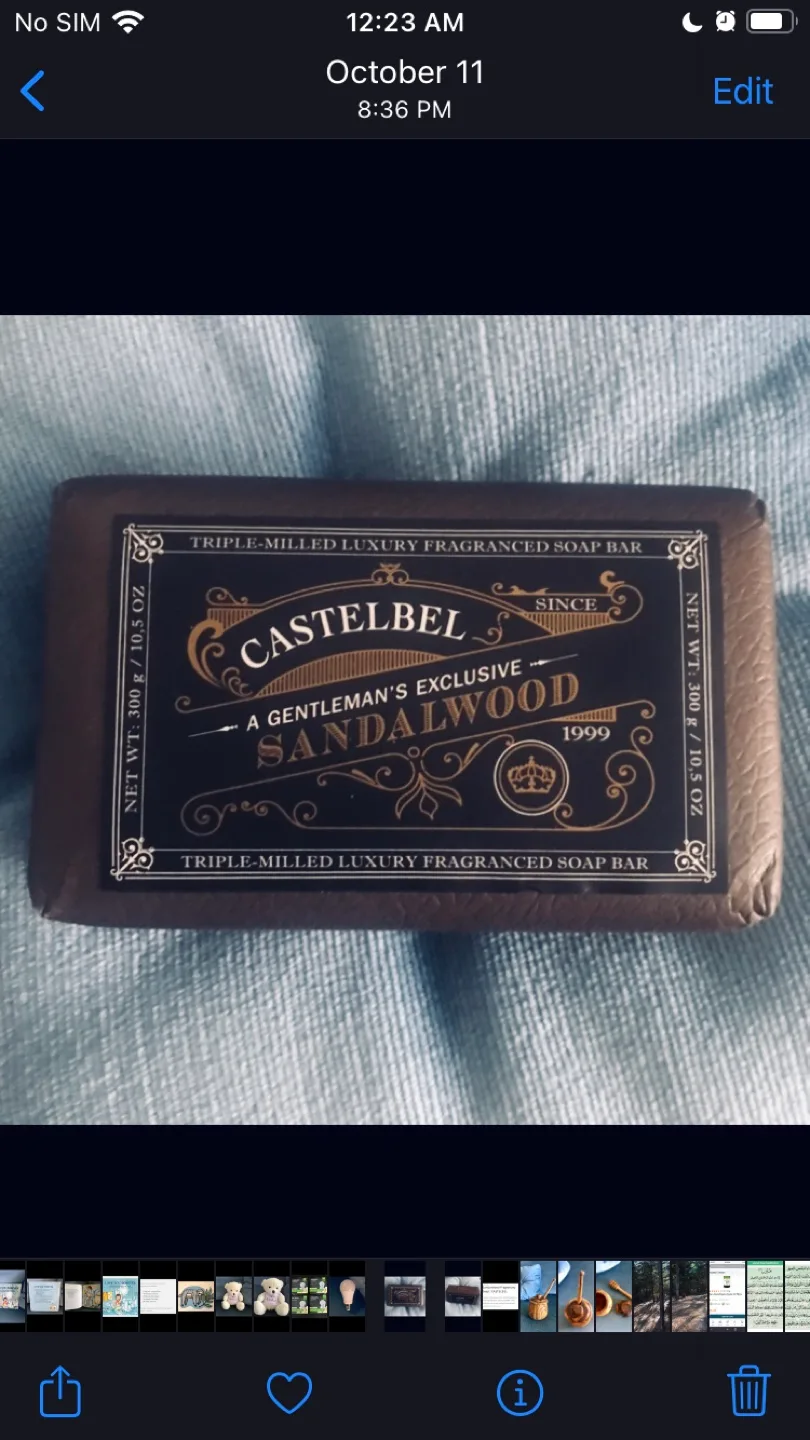 No SIM
12:23 AM
October 11
8:36 PM
Edit
TRIPLE-MILLED LUXURY FRAGRANCED SOAP BAR
NET WT: 300 g / 10,5 OZ
CASTELBEL
SINCE
A GENTLEMAN'S EXCLUSIVE
SANDALWOOD
1999
NET WT: 300 g / 10,5 OZ
TRIPLE-MILLED LUXURY FRAGRANCED SOAP BAR